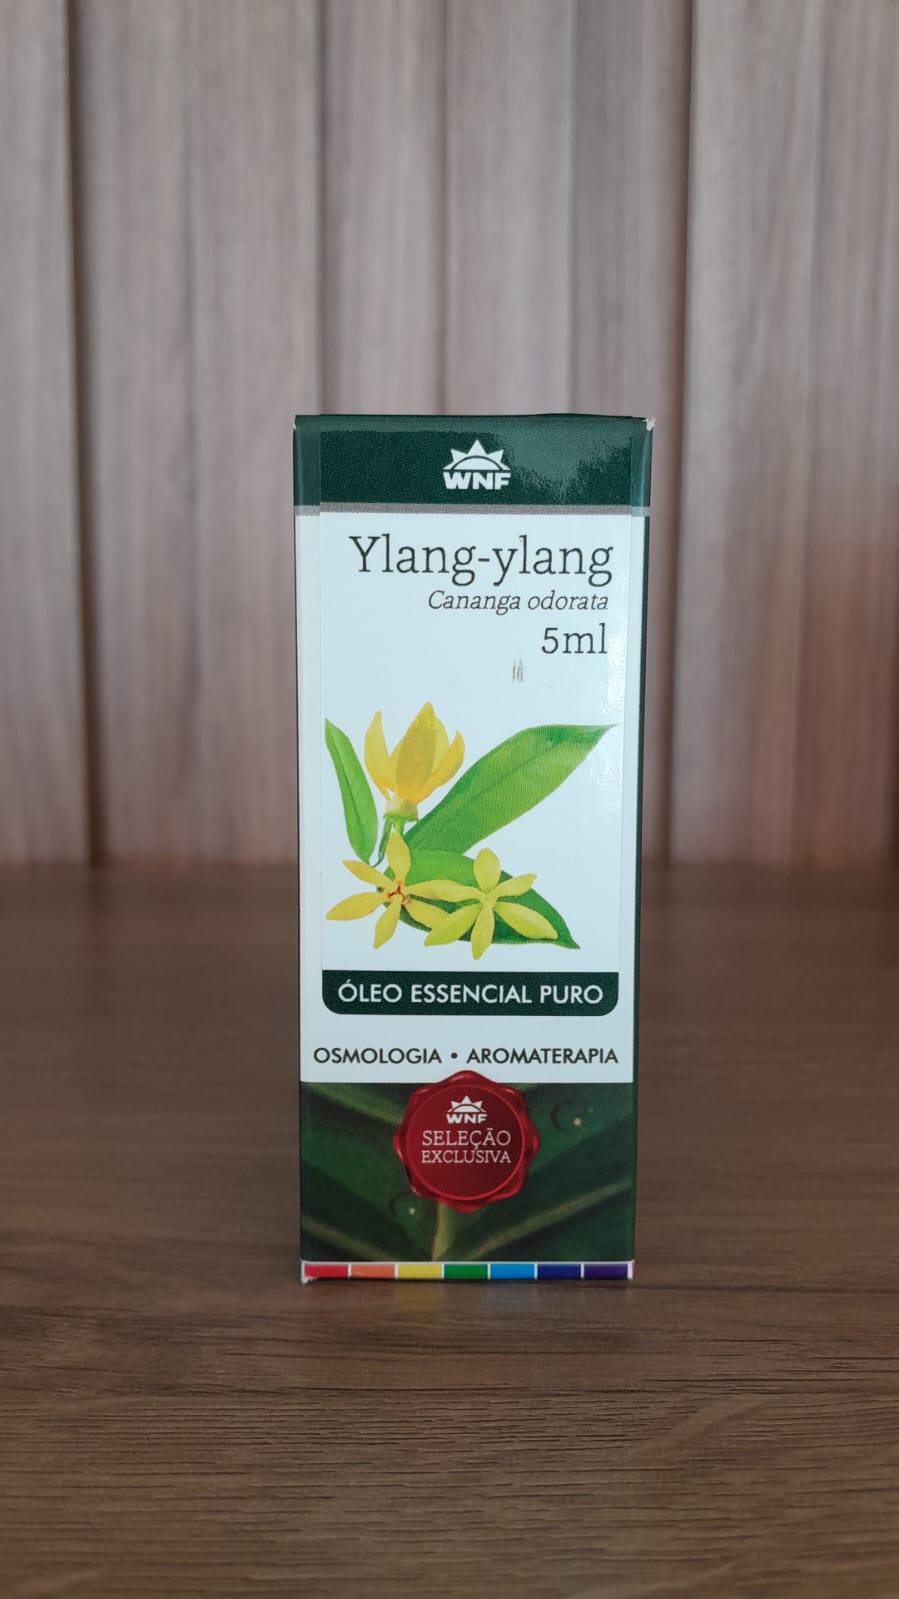 WNF
Ylang-ylang
Cananga odorata
5ml
ÓLEO ESSENCIAL PURO
OSMOLOGIA • AROMATERAPIA
WNF
SELEÇÃO
EXCLUSIVA